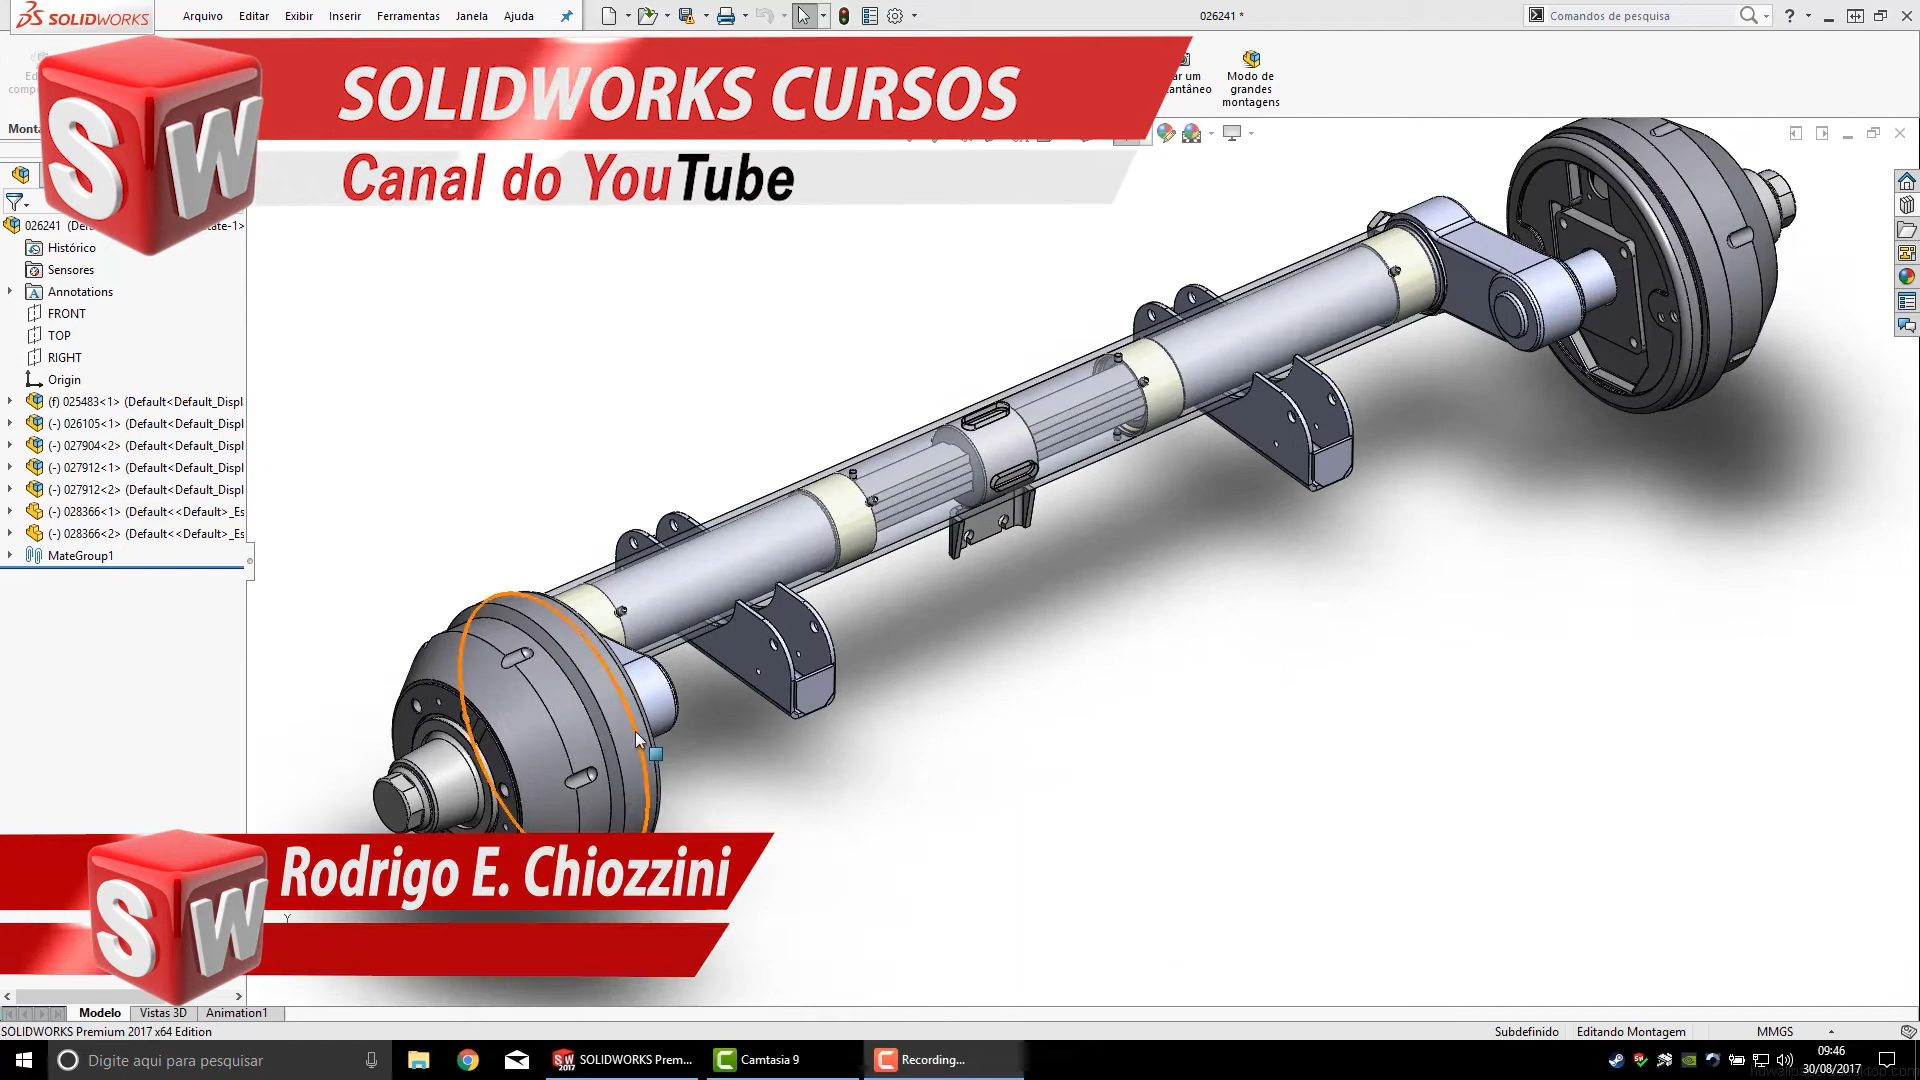 SOLIDWORKS
Arquivo Editar Exibir Inserir Ferramentas Janela Ajuda
026241 *
Comandos de pesquisa
SOLIDWORKS CURSOS
Canal do YouTube
Modo de
grandes
montagens
026241
Histórico
Sensores
Annotations
FRONT
TOP
RIGHT
Origin
(f) 025483<1> (Default<Default_Displ
(-) 026105<1> (Default<Default_Displ
(-) 027904<2> (Default<Default_Displ
(-) 027912<1> (Default<Default_Displ
(-) 027912<2> (Default<Default_Displ
(-) 028366<1> (Default<<Default>_Es
(-) 028366<2> (Default<<Default>_Es
MateGroup1
SW
Rodrigo E. Chiozzini
SW
Y
Modelo Vistas 3D Animation1
SOLIDWORKS Premium 2017 x64 Edition
Subdefinido Editando Montagem MMGS
Digite aqui para pesquisar
SOLIDWORKS Prem...
Camtasia 9
Recording...
09:46
30/08/2017